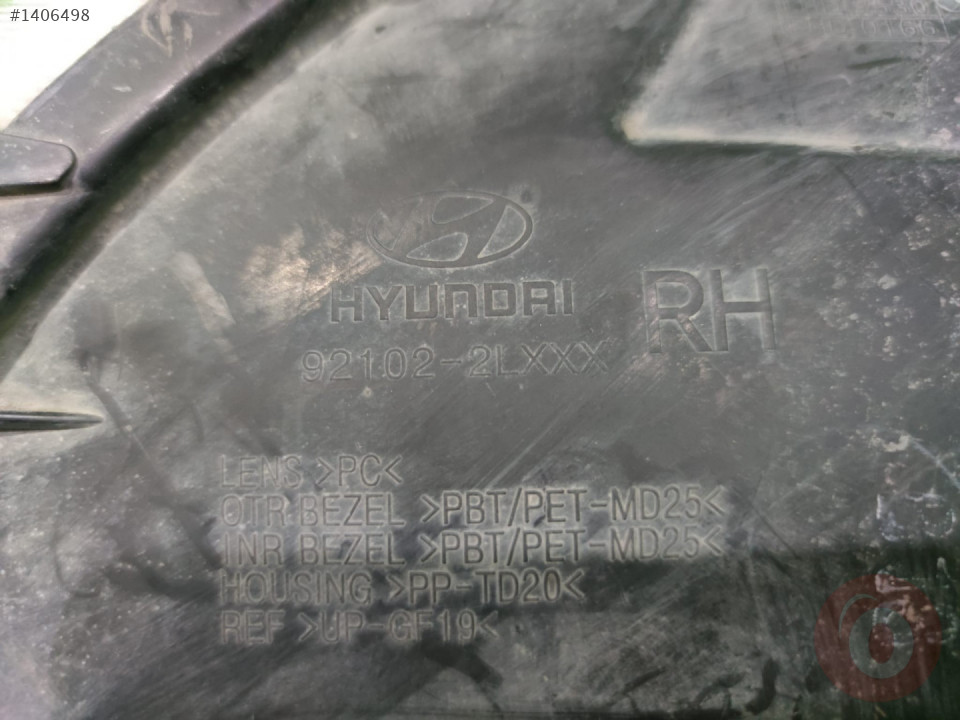 #1406498
HYUNDAI
RH
92102-2LXXX
LENS >PC<
OTR BEZEL >PBT/PET-MD25<
INR BEZEL >PBT/PET-MD25<
HOUSING >PP-TD20<
REF >UP-GF19<